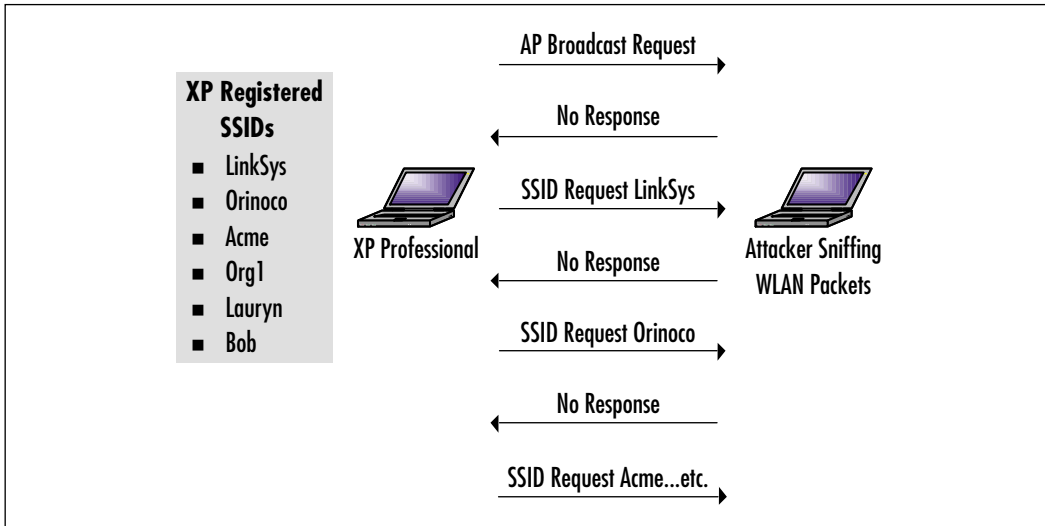 XP Registered
SSIDs
■ LinkSys
■ Orinoco
■ Acme
■ Org1
■ Lauryn
■ Bob
XP Professional
AP Broadcast Request
No Response
SSID Request LinkSys
No Response
SSID Request Orinoco
No Response
SSID Request Acme...etc.
Attacker Sniffing
WLAN Packets